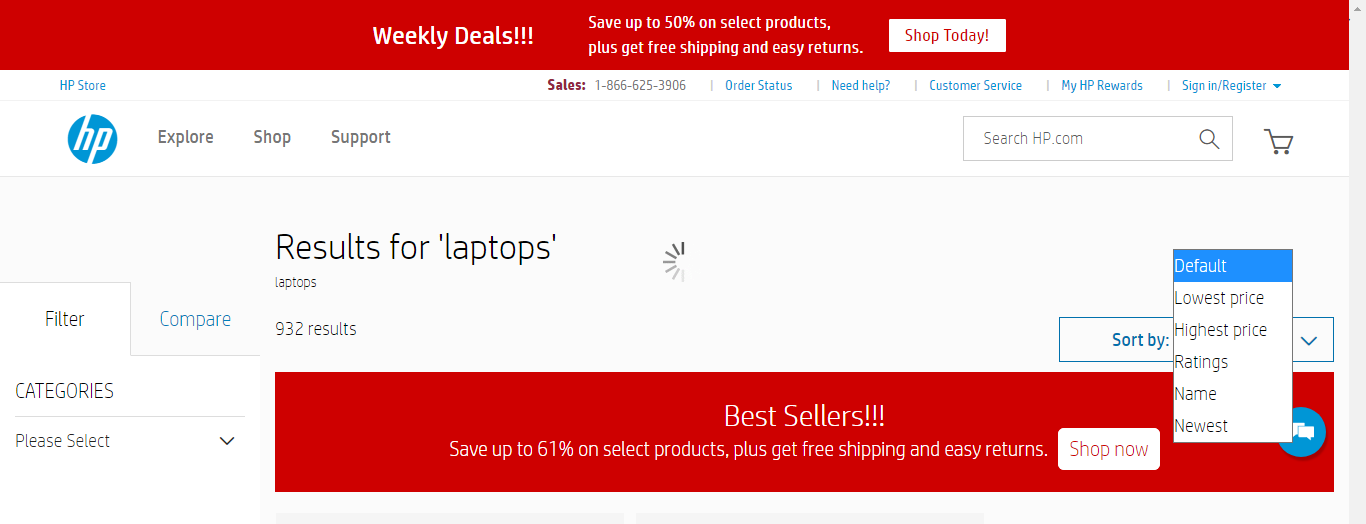 Weekly Deals!!!
Save up to 50% on select products,
plus get free shipping and easy returns.
Shop Today!
HP Store
Sales: 1-866-625-3906
Order Status
Need help?
Customer Service
My HP Rewards
Sign in/Register
hp
Explore
Shop
Support
Search HP.com
Results for 'laptops'
laptops
932 results
Filter
Compare
CATEGORIES
Please Select
Sort by:
Default
Lowest price
Highest price
Ratings
Name
Newest
Best Sellers!!!
Save up to 61% on select products, plus get free shipping and easy returns.
Shop now